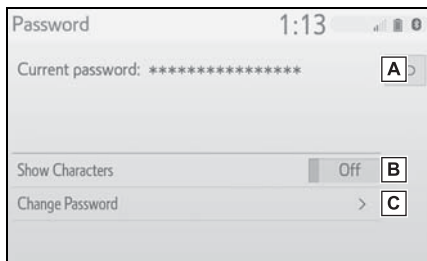 Password 1:13
Current password: **************** A
Show Characters Off B
Change Password > C